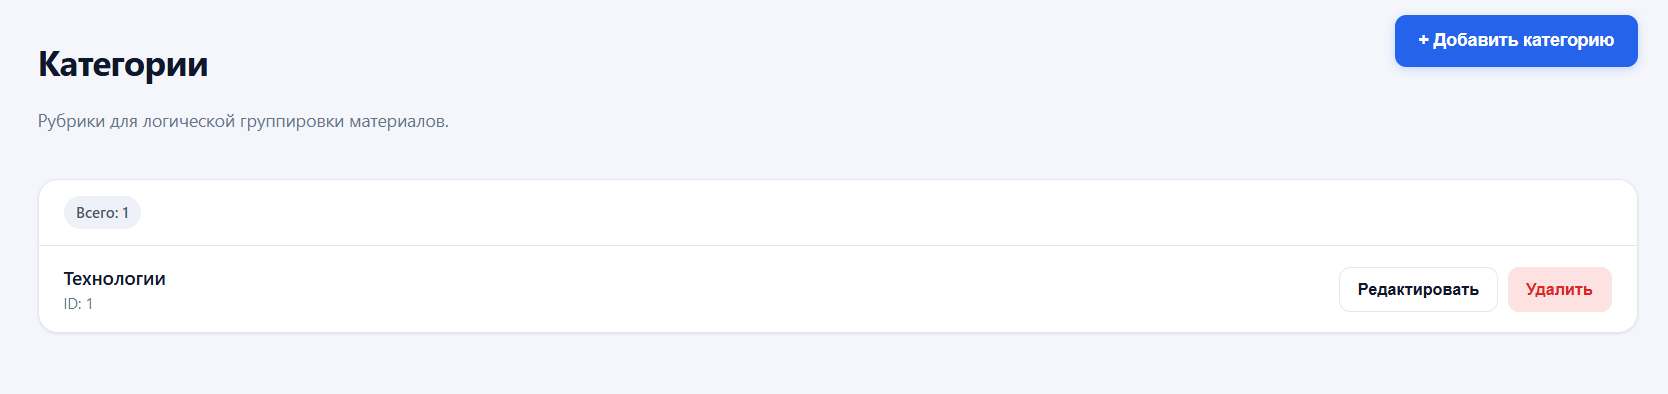 Категории
+ Добавить категорию
Рубрики для логической группировки материалов.
Всего: 1
Технологии
ID: 1
Редактировать
Удалить